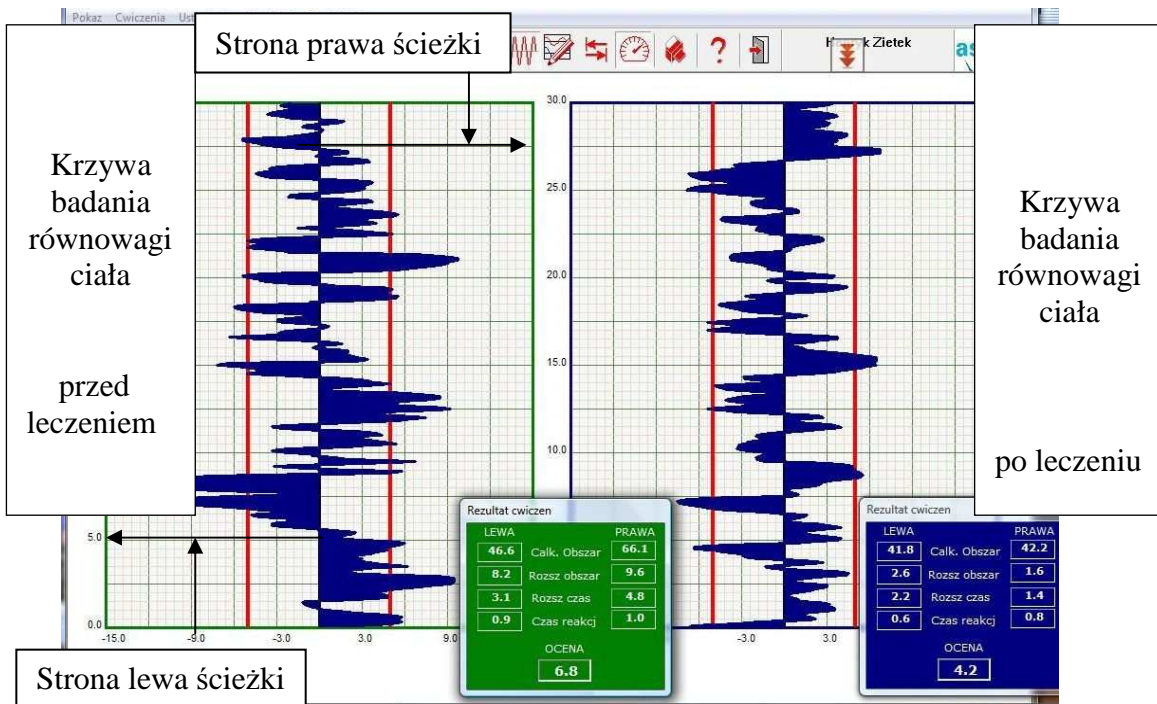 Pokaz Cwiczenia
Strona prawa ścieżki
Zietek
as
Krzywa
badania
równowagi
ciała
przed
leczeniem
Krzywa
badania
równowagi
ciała
po leczeniu
5.0
0.0
-15.0 -9.0 -3.0 3.0 9.0
30.0
25.0
20.0
15.0
10.0
-3.0 3.0
Rezultat cwiczen
LEWA PRAWA
46.6 Calk. Obszar 66.1
8.2 Rozsz obszar 9.6
3.1 Rozsz czas 4.8
0.9 Czas reakcj 1.0
OCENA
6.8
Rezultat cwiczen
LEWA PRAWA
41.8 Calk. Obszar 42.2
2.6 Rozsz obszar 1.6
2.2 Rozsz czas 1.4
0.6 Czas reakcj 0.8
OCENA
4.2
Strona lewa ścieżki